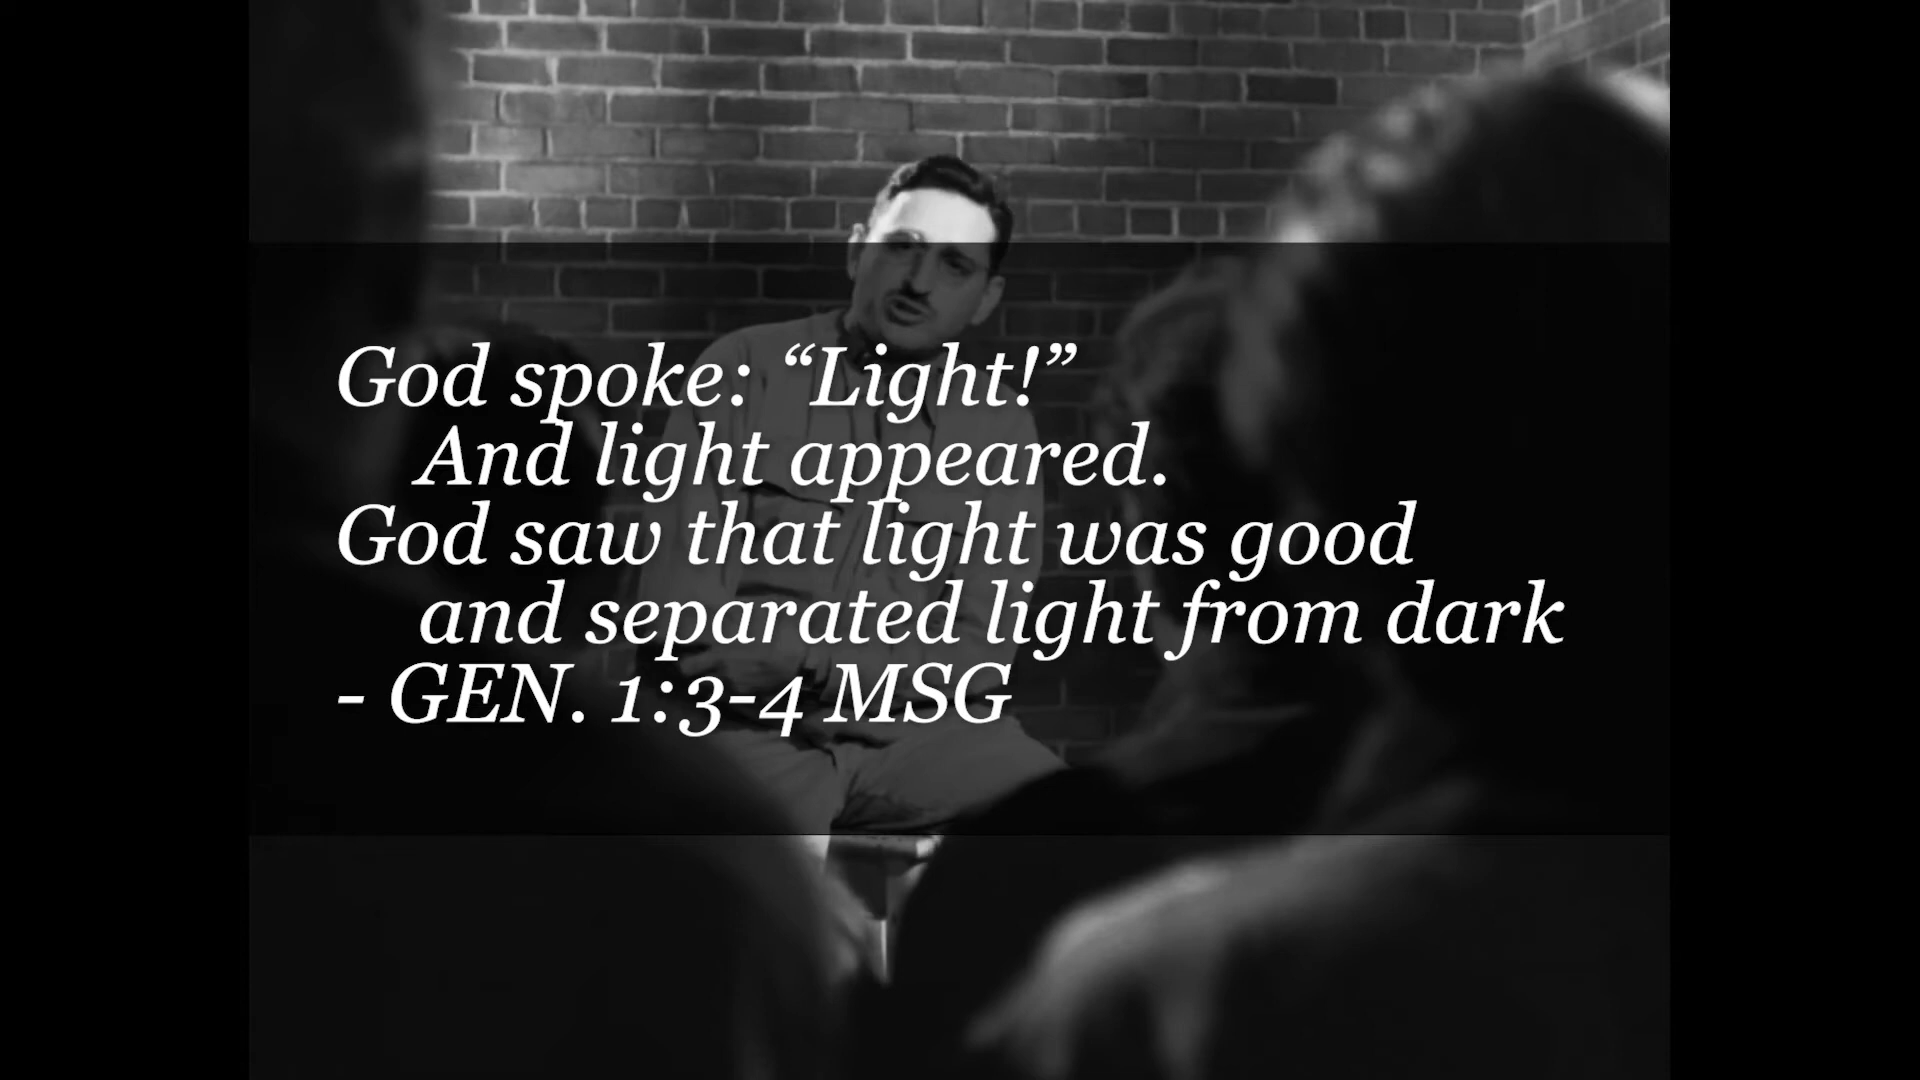 God spoke: “Light!”
And light appeared.
God saw that light was good
and separated light from dark
- GEN. 1:3-4 MSG